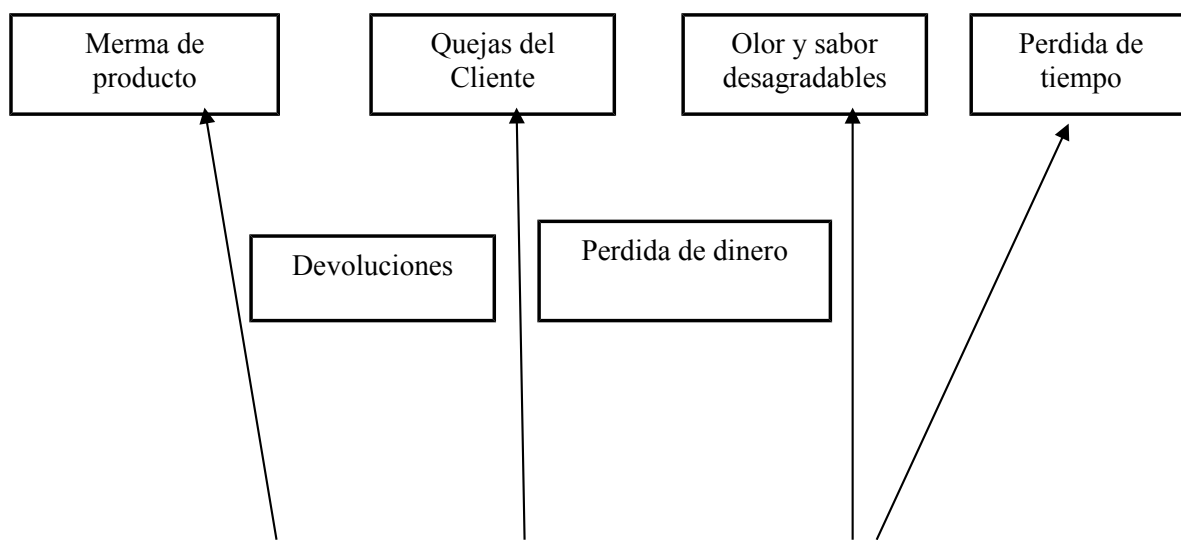 Merma de
producto
Quejas del
Cliente
Olor y sabor
desagradables
Perdida de
tiempo
Devoluciones
Perdida de dinero